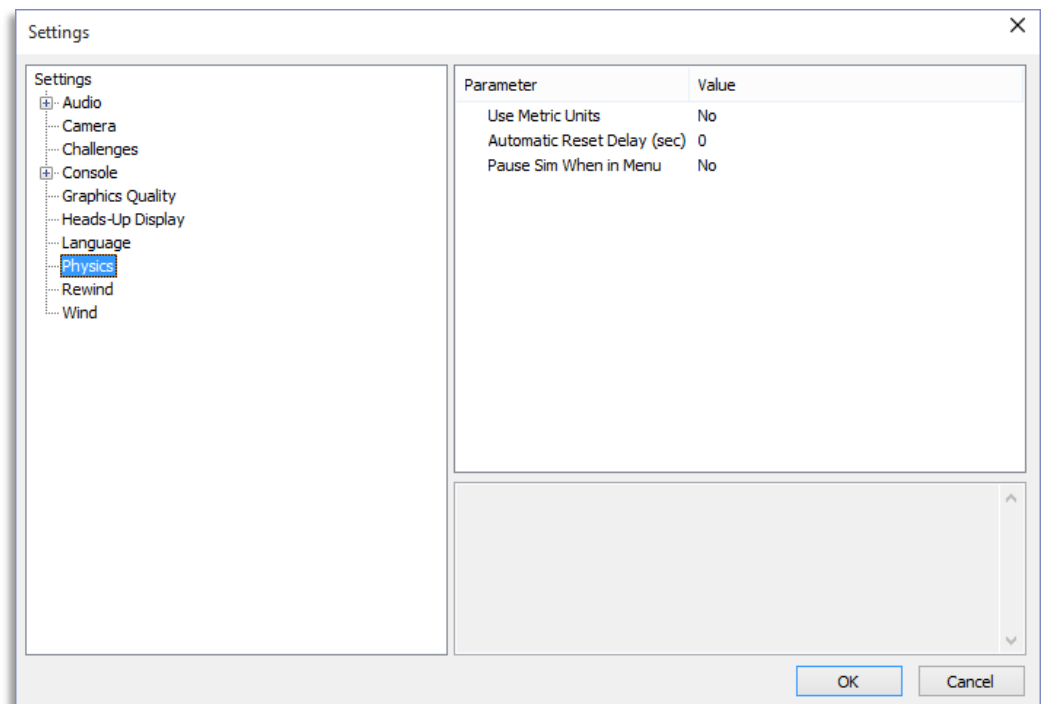 Settings
Settings
Audio
Camera
Challenges
Console
Graphics Quality
Heads-Up Display
Language
Physics
Rewind
Wind
Parameter Value
Use Metric Units No
Automatic Reset Delay (sec) 0
Pause Sim When in Menu No
OK Cancel